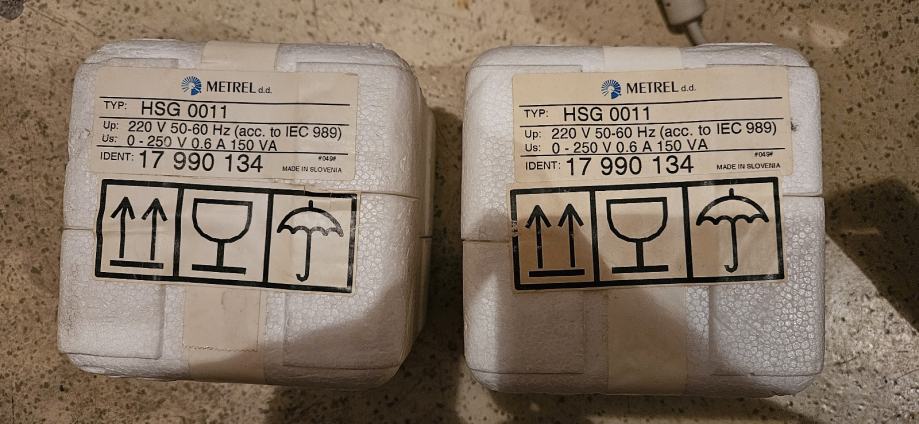 METREL d.d.
TYP: HSG 0011
Up: 220 V 50-60 Hz (acc. to IEC 989)
Us: 0 - 250 V 0.6 A 150 VA
IDENT: 17 990 134 #049# MADE IN SLOVENIA
METREL d.d.
TYP: HSG 0011
Up: 220 V 50-60 Hz (acc. to IEC 989)
Us: 0 - 250 V 0.6 A 150 VA
IDENT: 17 990 134 #049# MADE IN SLOVENIA